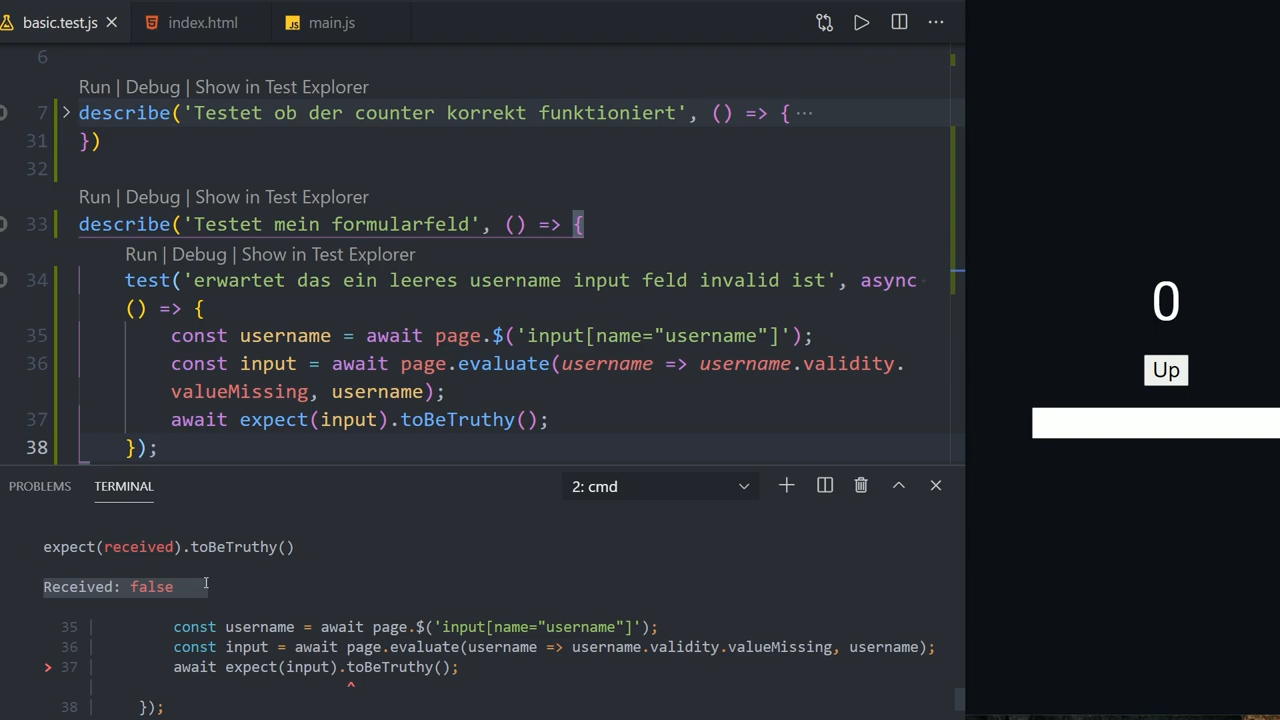 basic.test.js
index.html
JS main.js
6
Run | Debug | Show in Test Explorer
7 describe('Testet ob der counter korrekt funktioniert', () => { ···
31 })
32
Run | Debug | Show in Test Explorer
33 describe('Testet mein formularfeld', () => {
Run | Debug | Show in Test Explorer
34 test('erwartet das ein leeres username input feld invalid ist', async
() => {
35 const username = await page.$('input[name="username"]');
36 const input = await page.evaluate(username => username.validity.
valueMissing, username);
37 await expect(input).toBeTruthy();
38 });
0
Up
PROBLEMS TERMINAL 2: cmd
expect(received).toBeTruthy()
Received: false
35 | const username = await page.$('input[name="username"]');
36 | const input = await page.evaluate(username => username.validity.valueMissing, username);
> 37 | await expect(input).toBeTruthy();
| ^
38 | });